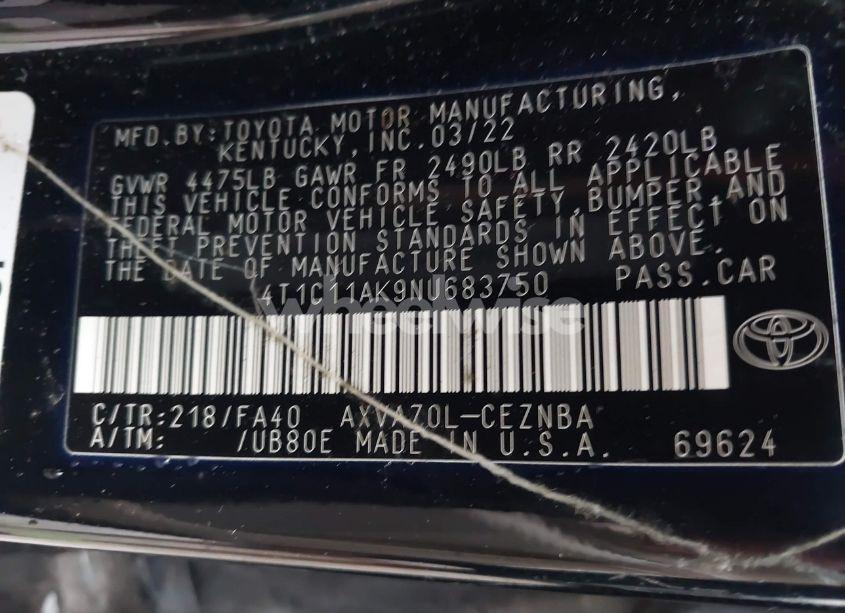 MFD.BY:TOYOTA MOTOR MANUFACTURING,
KENTUCKY,INC.03/22
GVWR 4475LB GAWR FR 2490LB RR 2420LB
THIS VEHICLE CONFORMS TO ALL APPLICABLE
FEDERAL MOTOR VEHICLE SAFETY,BUMPER AND
THEFT PREVENTION STANDARDS IN EFFECT ON
THE DATE OF MANUFACTURE SHOWN ABOVE.
4T1C11AK9NU683750 PASS.CAR
wheelwise
C/TR:218/FA40 AXVA70L-CEZNBA
A/TM: /UB80E MADE IN U.S.A. 69624